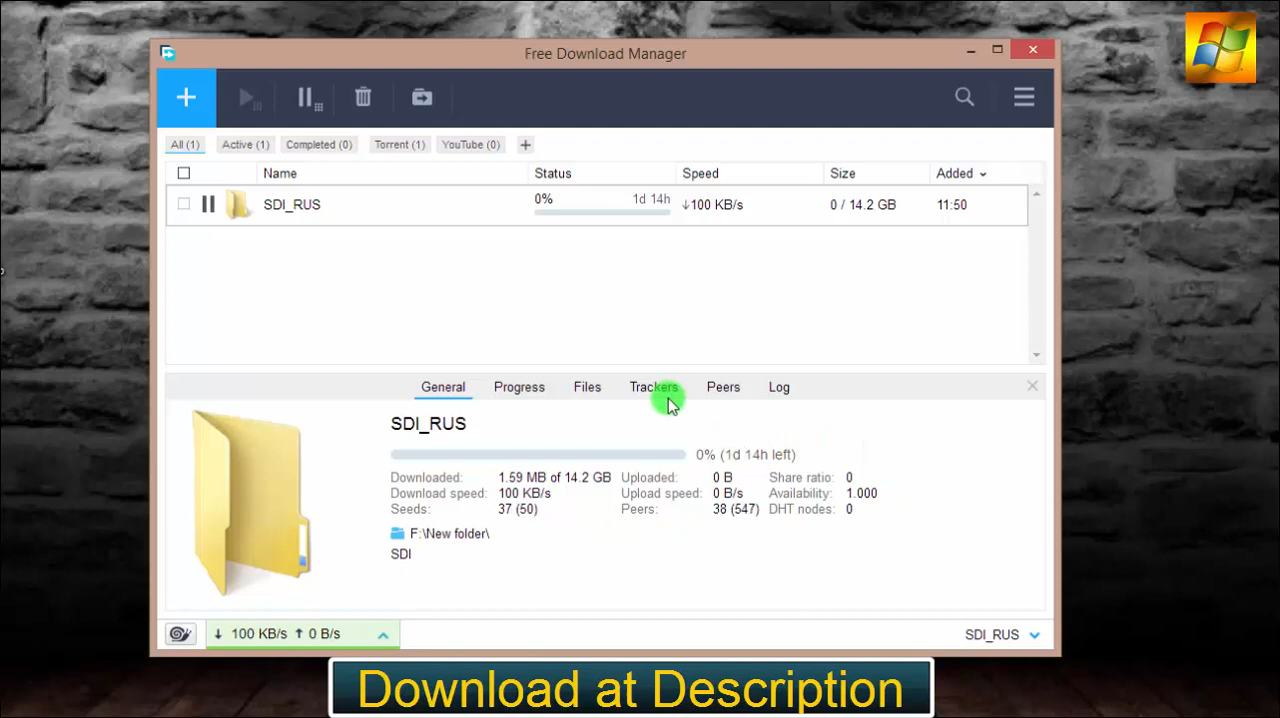 Free Download Manager
All (1) Active (1) Completed (0) Torrent (1) YouTube (0) +
Name Status Speed Size Added
SDI_RUS 0% 1d 14h ↓100 KB/s 0 / 14.2 GB 11:50
General Progress Files Trackers Peers Log
SDI_RUS
0% (1d 14h left)
Downloaded: 1.59 MB of 14.2 GB Uploaded: 0 B Share ratio: 0
Download speed: 100 KB/s Upload speed: 0 B/s Availability: 1.000
Seeds: 37 (50) Peers: 38 (547) DHT nodes: 0
F:\New folder\
SDI
↓ 100 KB/s ↑ 0 B/s SDI_RUS
Download at Description